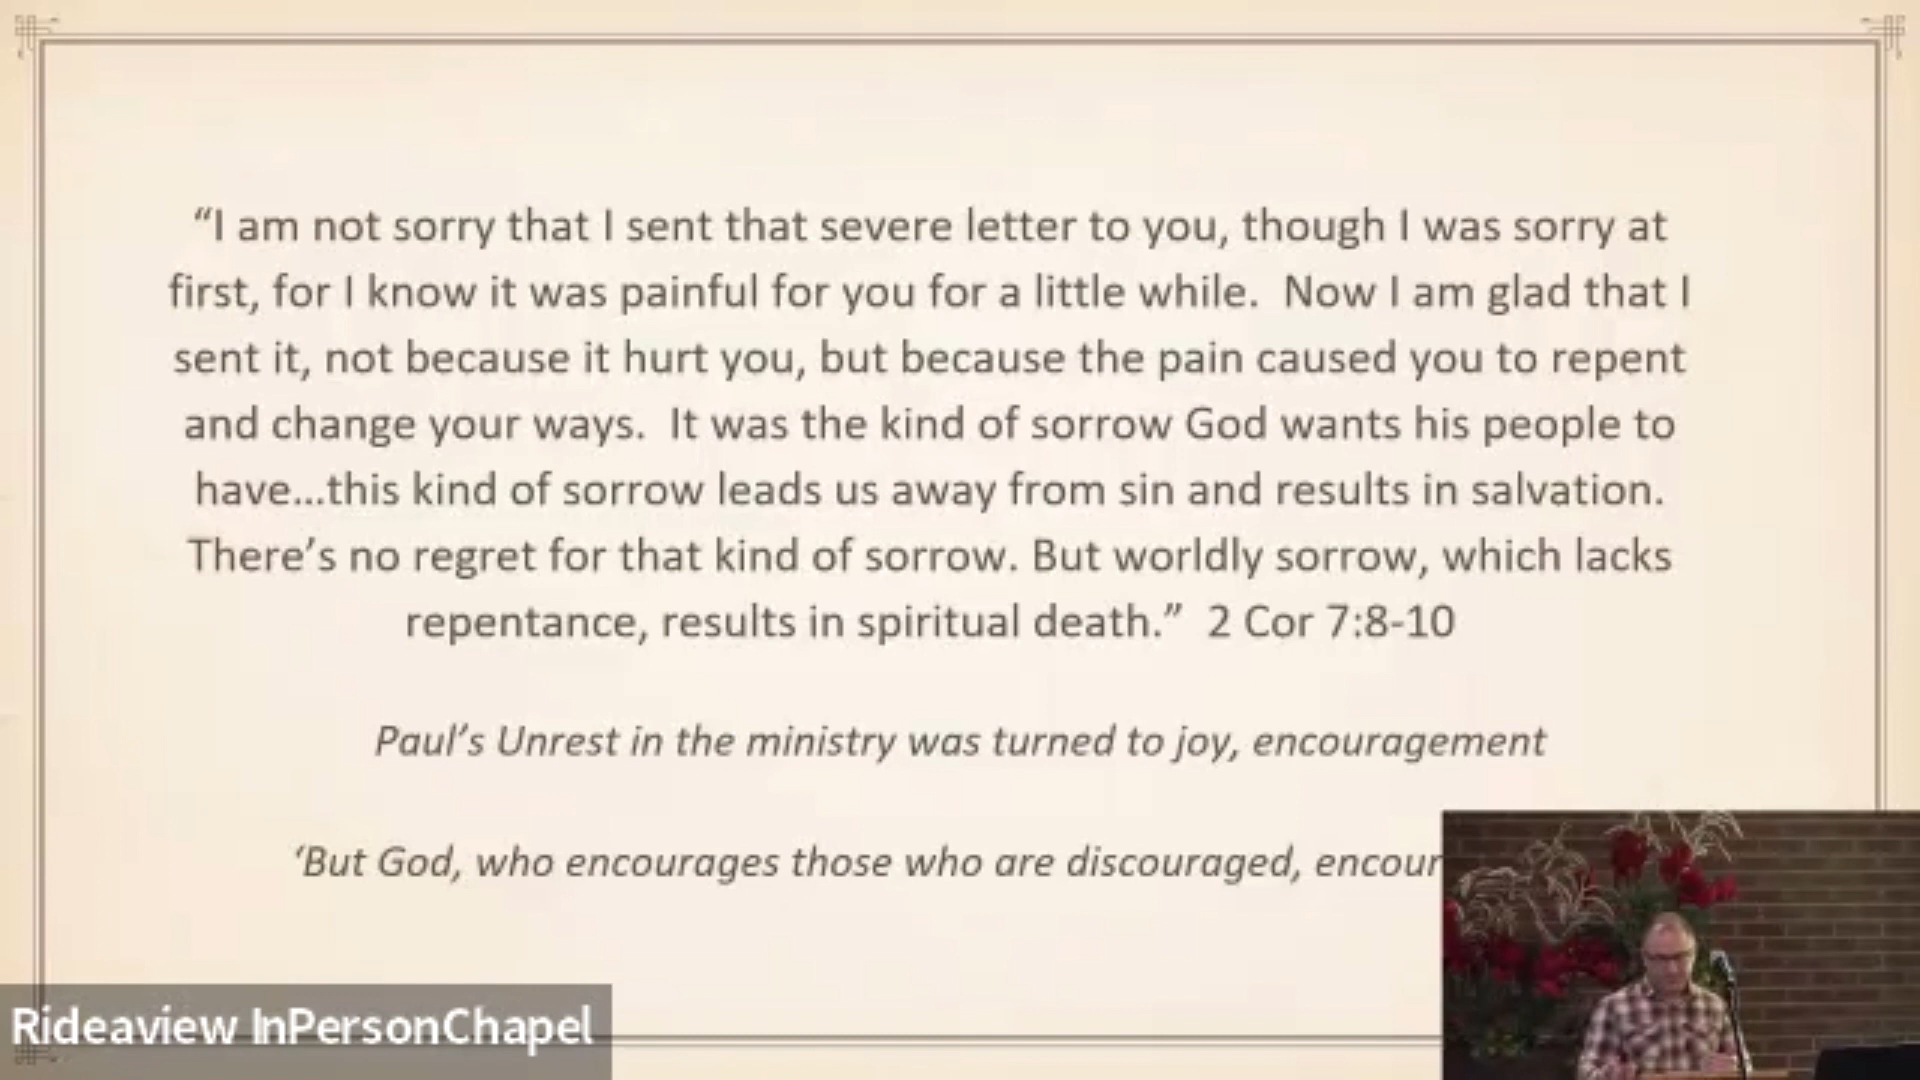 “I am not sorry that I sent that severe letter to you, though I was sorry at
first, for I know it was painful for you for a little while.  Now I am glad that I
sent it, not because it hurt you, but because the pain caused you to repent
and change your ways.  It was the kind of sorrow God wants his people to
have...this kind of sorrow leads us away from sin and results in salvation.
There’s no regret for that kind of sorrow. But worldly sorrow, which lacks
repentance, results in spiritual death.”  2 Cor 7:8-10
Paul’s Unrest in the ministry was turned to joy, encouragement
‘But God, who encourages those who are discouraged, encour
Rideaview InPersonChapel